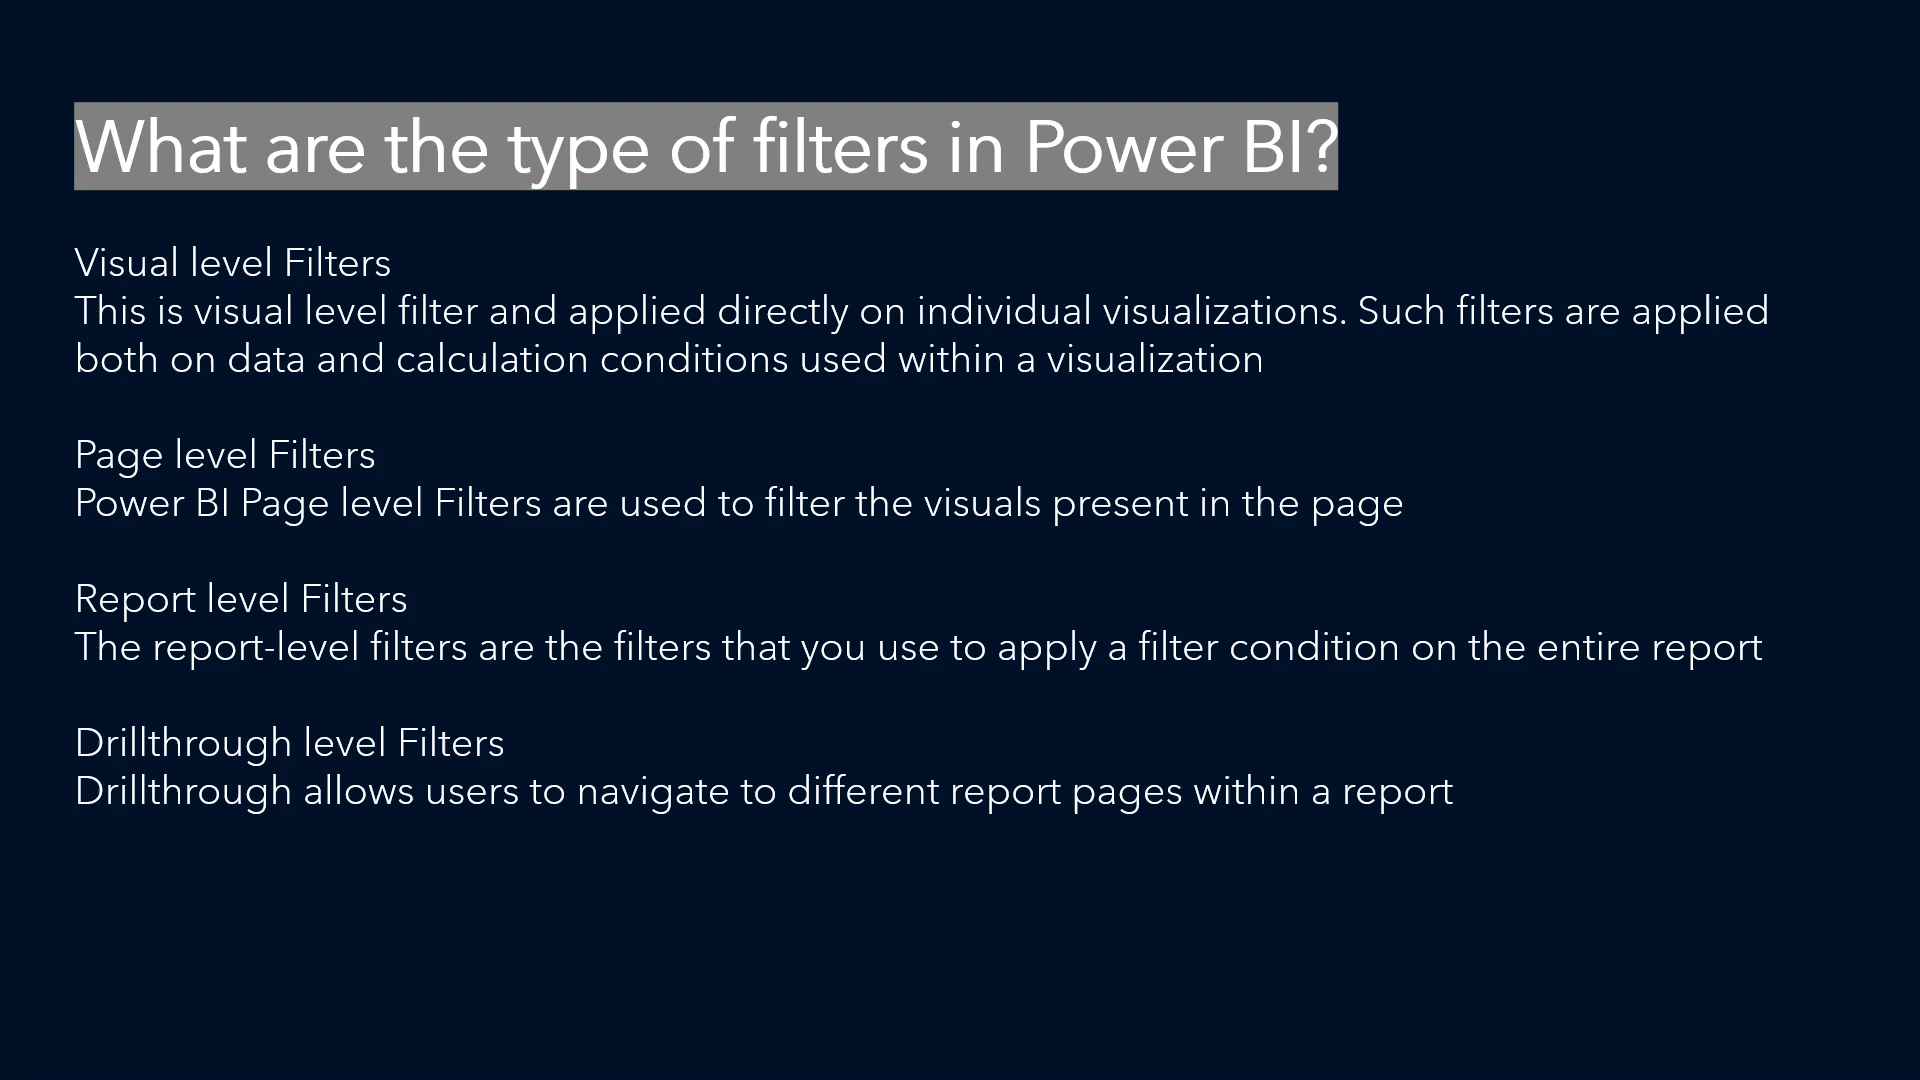 What are the type of filters in Power BI?
Visual level Filters
This is visual level filter and applied directly on individual visualizations. Such filters are applied
both on data and calculation conditions used within a visualization
Page level Filters
Power BI Page level Filters are used to filter the visuals present in the page
Report level Filters
The report-level filters are the filters that you use to apply a filter condition on the entire report
Drillthrough level Filters
Drillthrough allows users to navigate to different report pages within a report